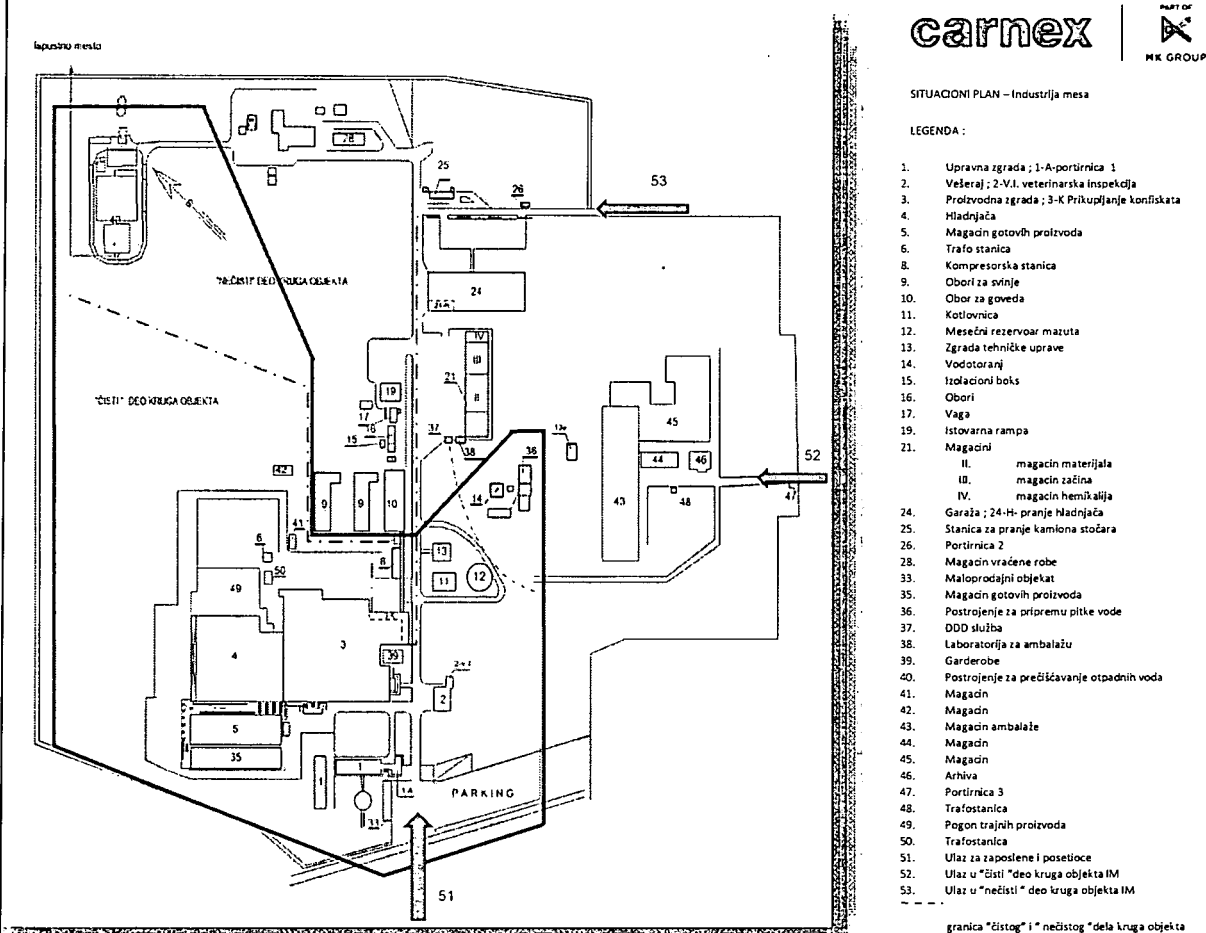 Ispustno mesto
28
25
26
53
"NEČISTI" DEO KRUGA OBJEKTA
24
IV
III
21
II
"ČISTI" DEO KRUGA OBJEKTA
19
17
16
15
37
38
36
45
42
9
9
10
14
43
44
46
52
47
48
41
6
8
13
50
11
12
49
4
3
39
2
5
35
1
1
1A
PARKING
33
51
carnex
PART OF
MK GROUP
SITUACIONI PLAN – Industrija mesa
LEGENDA :
1. Upravna zgrada ; 1-A-portirnica 1
2. Vešeraj ; 2-V.I. veterinarska inspekcija
3. Proizvodna zgrada ; 3-K Prikupljanje konfiskata
4. Hladnjača
5. Magacin gotovih proizvoda
6. Trafo stanica
8. Kompresorska stanica
9. Obori za svinje
10. Obor za goveda
11. Kotlovnica
12. Mesečni rezervoar mazuta
13. Zgrada tehničke uprave
14. Vodotoranj
15. Izolacioni boks
16. Obori
17. Vaga
19. Istovarna rampa
21. Magacini
II. magacin materijala
III. magacin začina
IV. magacin hemikalija
24. Garaža ; 24-H- pranje hladnjača
25. Stanica za pranje kamiona stočara
26. Portirnica 2
28. Magacin vraćene robe
33. Maloprodajni objekat
35. Magacin gotovih proizvoda
36. Postrojenje za pripremu pitke vode
37. DDD služba
38. Laboratorija za ambalažu
39. Garderobe
40. Postrojenje za prečišćavanje otpadnih voda
41. Magacin
42. Magacin
43. Magacin ambalaže
44. Magacin
45. Magacin
46. Arhiva
47. Portirnica 3
48. Trafostanica
49. Pogon trajnih proizvoda
50. Trafostanica
51. Ulaz za zaposlene i posetioce
52. Ulaz u "čisti "deo kruga objekta IM
53. Ulaz u "nečisti " deo kruga objekta IM
granica "čistog" i " nečistog "dela kruga objekta